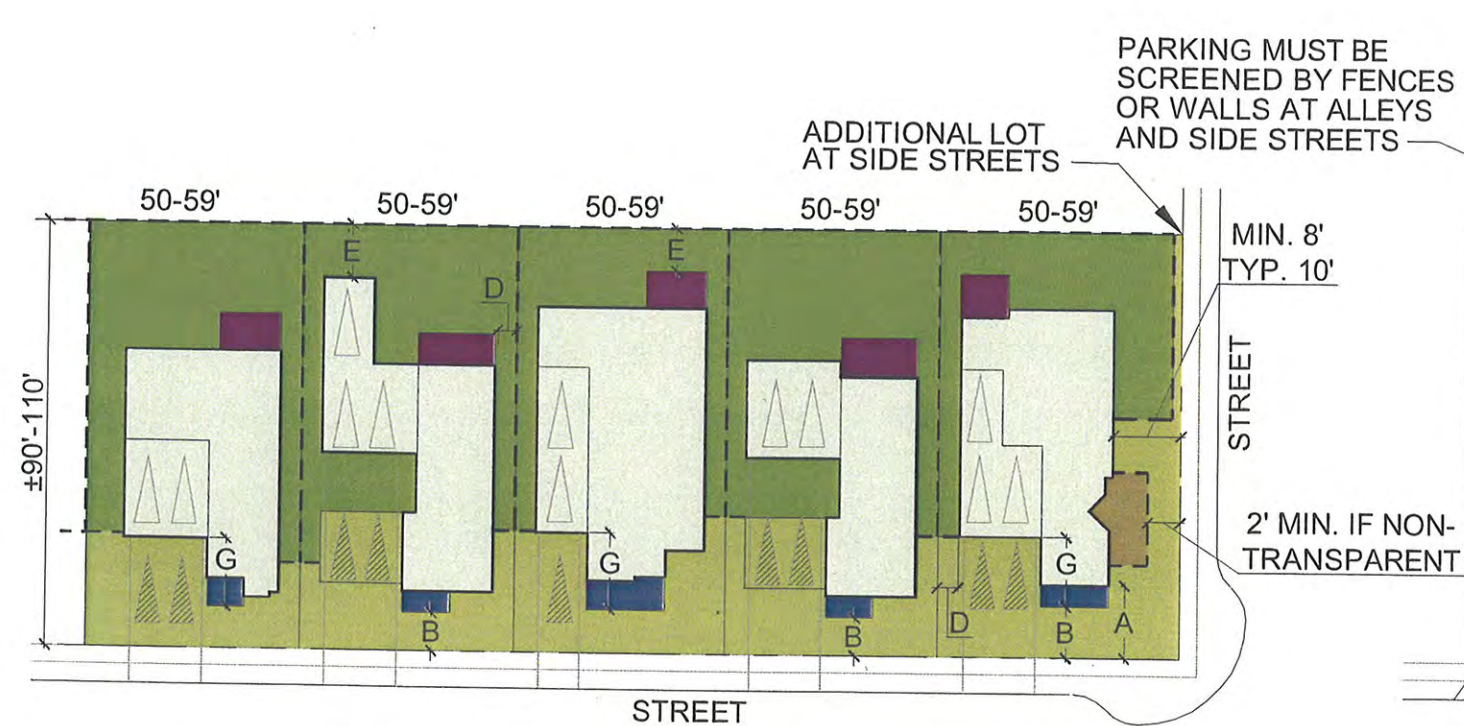 PARKING MUST BE
SCREENED BY FENCES
OR WALLS AT ALLEYS
AND SIDE STREETS
ADDITIONAL LOT
AT SIDE STREETS
50-59'
50-59'
50-59'
50-59'
50-59'
MIN. 8'
TYP. 10'
E
E
D
±90'-110'
STREET
2' MIN. IF NON-
TRANSPARENT
G
G
G
B
B
D
B
A
STREET